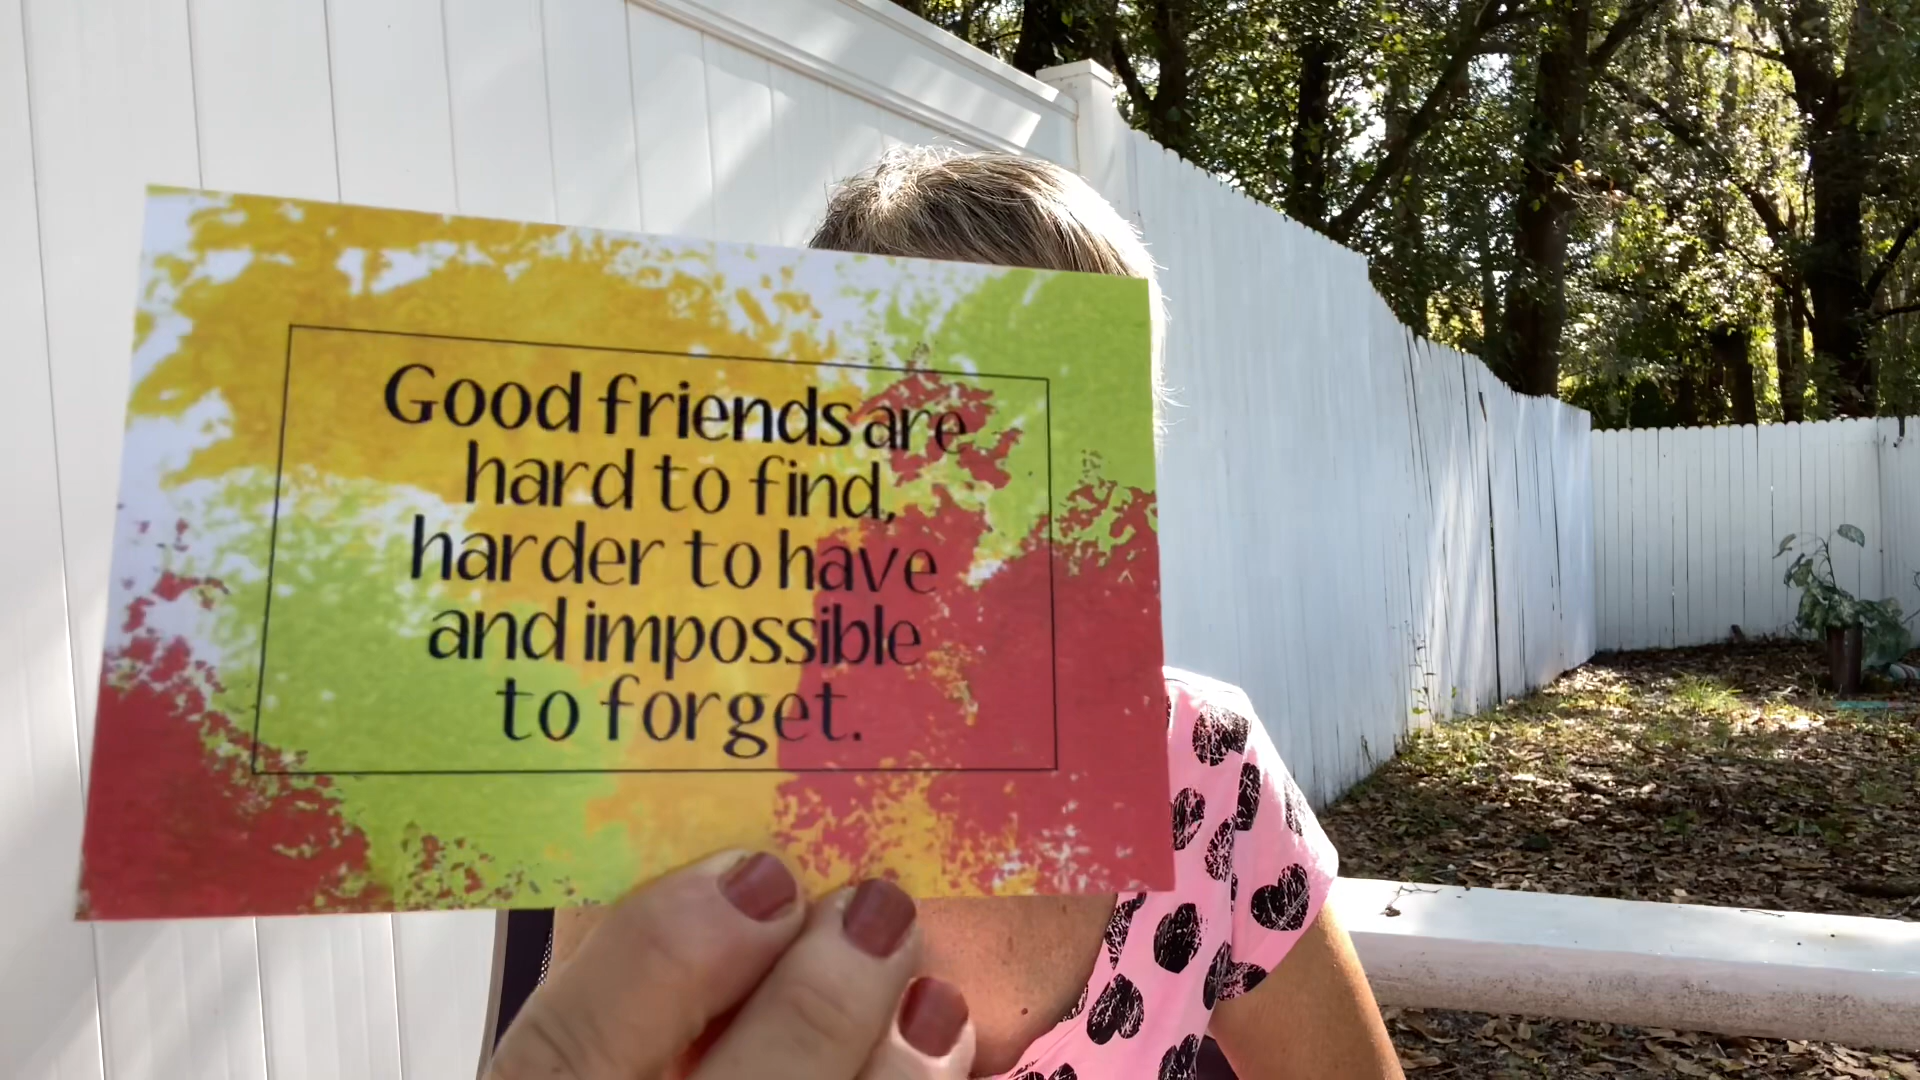 Good friends are
hard to find,
harder to have
and impossible
to forget.